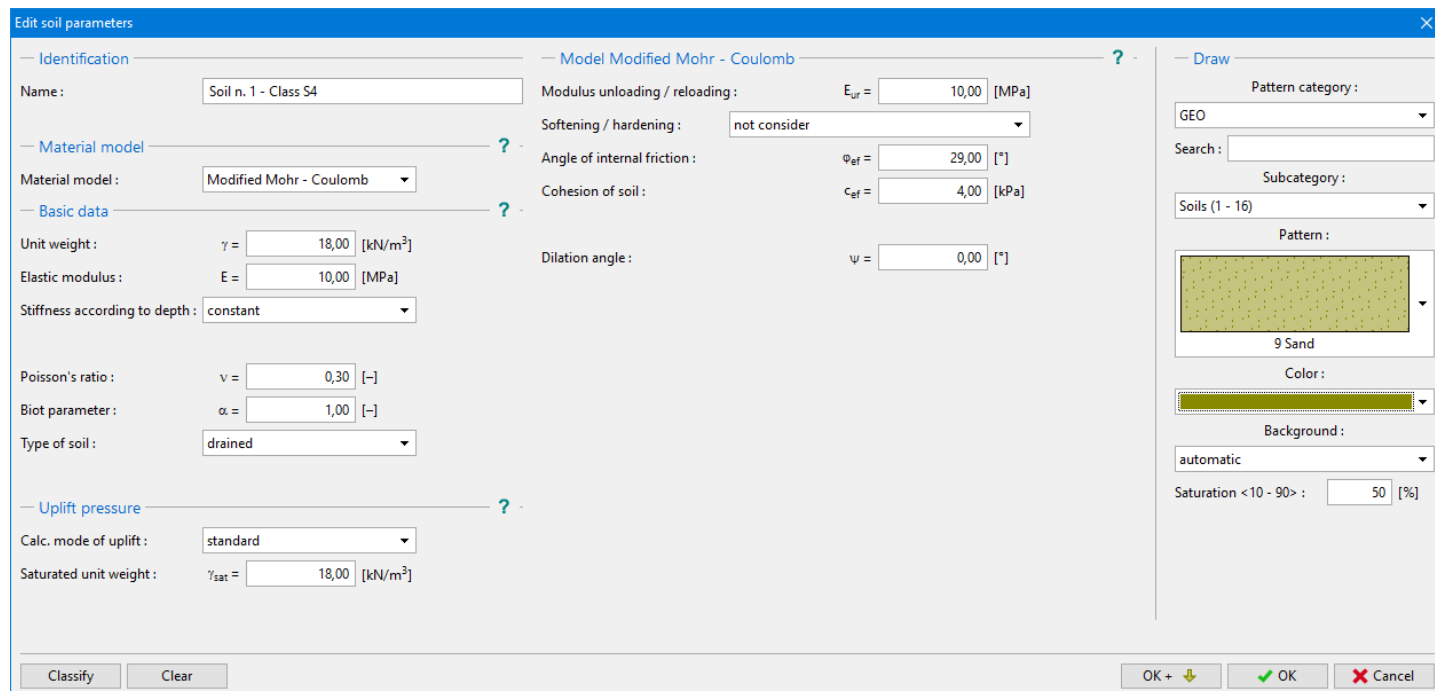 Edit soil parameters
Identification
Name : Soil n. 1 - Class S4
Material model ?
Material model : Modified Mohr - Coulomb
Basic data ?
Unit weight : γ = 18,00 [kN/m³]
Elastic modulus : E = 10,00 [MPa]
Stiffness according to depth : constant
Poisson's ratio : ν = 0,30 [–]
Biot parameter : α = 1,00 [–]
Type of soil : drained
Uplift pressure ?
Calc. mode of uplift : standard
Saturated unit weight : γsat = 18,00 [kN/m³]
Model Modified Mohr - Coulomb ?
Modulus unloading / reloading : Eur = 10,00 [MPa]
Softening / hardening : not consider
Angle of internal friction : φef = 29,00 [°]
Cohesion of soil : cef = 4,00 [kPa]
Dilation angle : ψ = 0,00 [°]
Draw
Pattern category :
GEO
Search :
Subcategory :
Soils (1 - 16)
Pattern :
9 Sand
Color :
Background :
automatic
Saturation <10 - 90> : 50 [%]
Classify Clear OK + OK Cancel